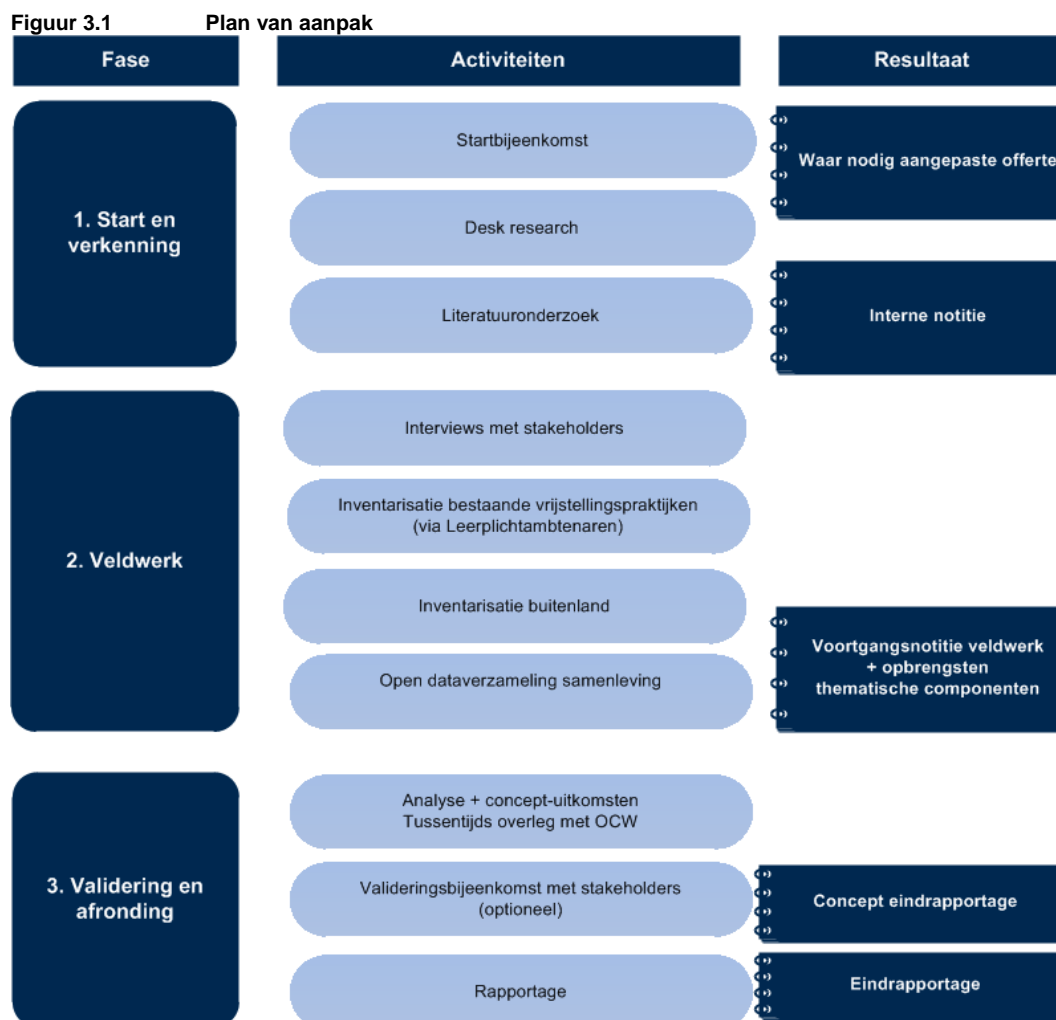 Figuur 3.1 Plan van aanpak
Fase
Activiteiten
Resultaat
1. Start en
verkenning
Startbijeenkomst
Desk research
Literatuuronderzoek
Waar nodig aangepaste offerte
Interne notitie
2. Veldwerk
Interviews met stakeholders
Inventarisatie bestaande vrijstellingspraktijken
(via Leerplichtambtenaren)
Inventarisatie buitenland
Open dataverzameling samenleving
Voortgangsnotitie veldwerk
+ opbrengsten
thematische componenten
3. Validering en
afronding
Analyse + concept-uitkomsten
Tussentijds overleg met OCW
Valideringsbijeenkomst met stakeholders
(optioneel)
Rapportage
Concept eindrapportage
Eindrapportage